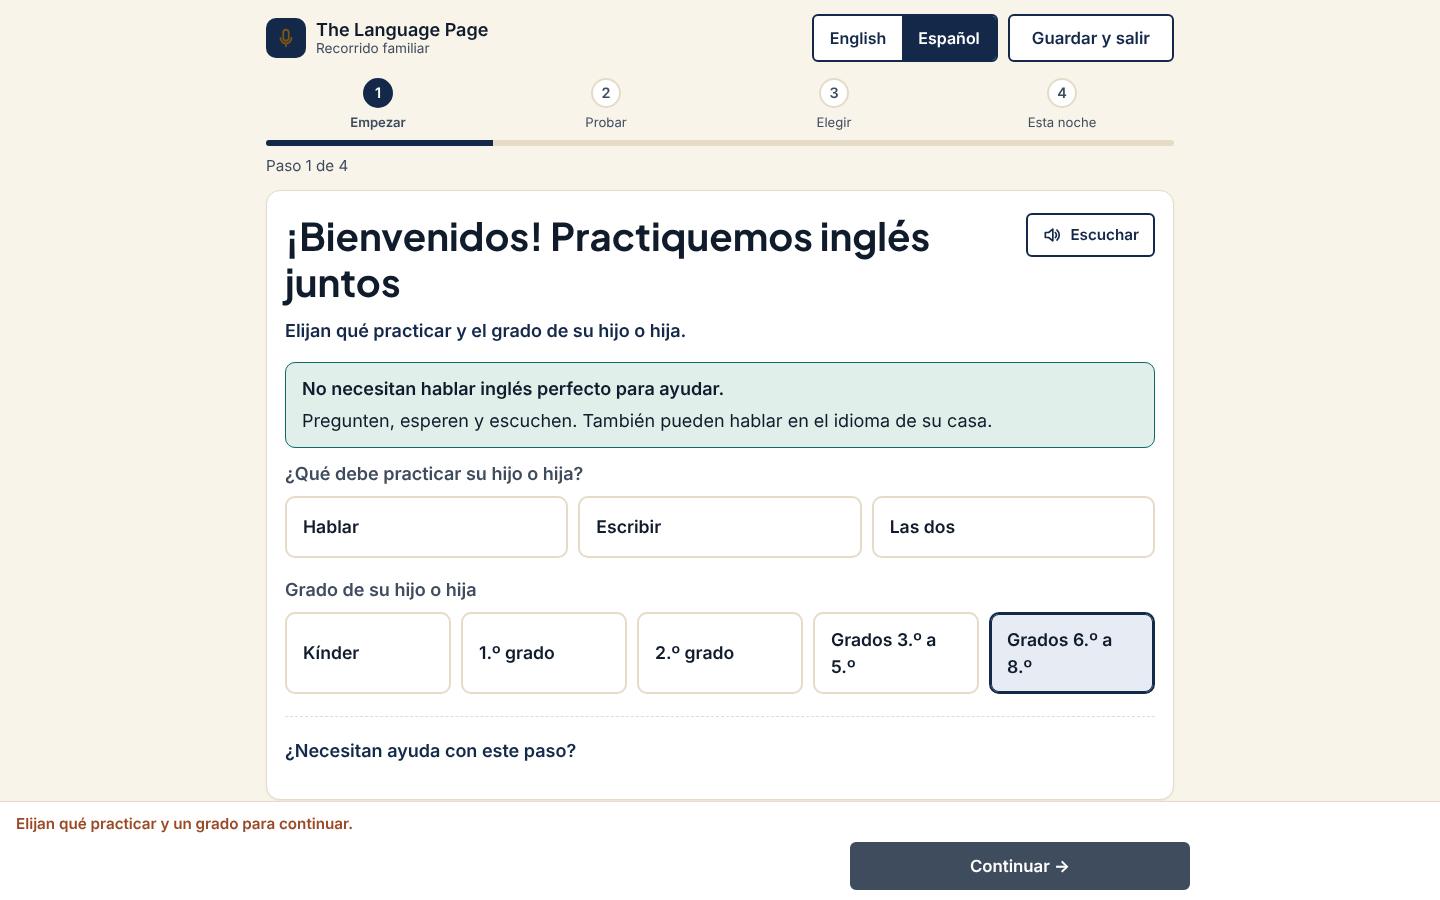 The Language Page
Recorrido familiar
English
Español
Guardar y salir
1
Empezar
2
Probar
3
Elegir
4
Esta noche
Paso 1 de 4
¡Bienvenidos! Practiquemos inglés
juntos
Escuchar
Elijan qué practicar y el grado de su hijo o hija.
No necesitan hablar inglés perfecto para ayudar.
Pregunten, esperen y escuchen. También pueden hablar en el idioma de su casa.
¿Qué debe practicar su hijo o hija?
Hablar
Escribir
Las dos
Grado de su hijo o hija
Kínder
1.º grado
2.º grado
Grados 3.º a
5.º
Grados 6.º a
8.º
¿Necesitan ayuda con este paso?
Elijan qué practicar y un grado para continuar.
Continuar →